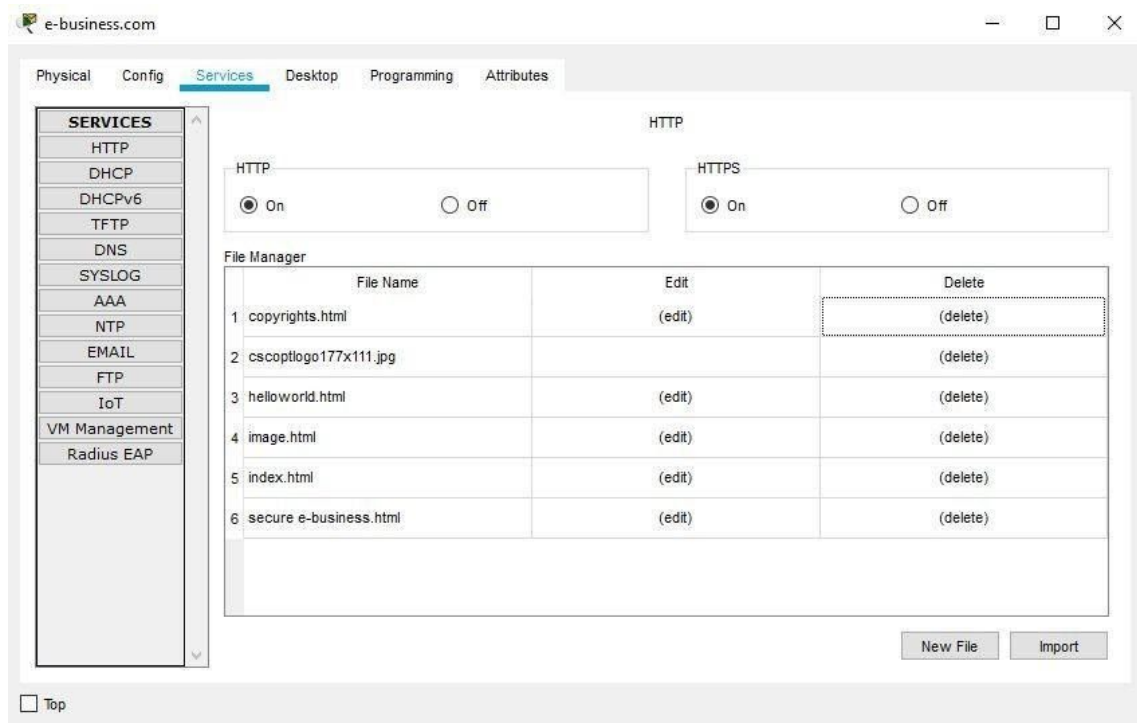 e-business.com
Physical Config Services Desktop Programming Attributes
SERVICES
HTTP
DHCP
DHCPv6
TFTP
DNS
SYSLOG
AAA
NTP
EMAIL
FTP
IoT
VM Management
Radius EAP
HTTP
HTTP
On Off
HTTPS
On Off
File Manager
File Name Edit Delete
1 copyrights.html (edit) (delete)
2 cscoptlogo177x111.jpg (delete)
3 helloworld.html (edit) (delete)
4 image.html (edit) (delete)
5 index.html (edit) (delete)
6 secure e-business.html (edit) (delete)
New File Import
Top